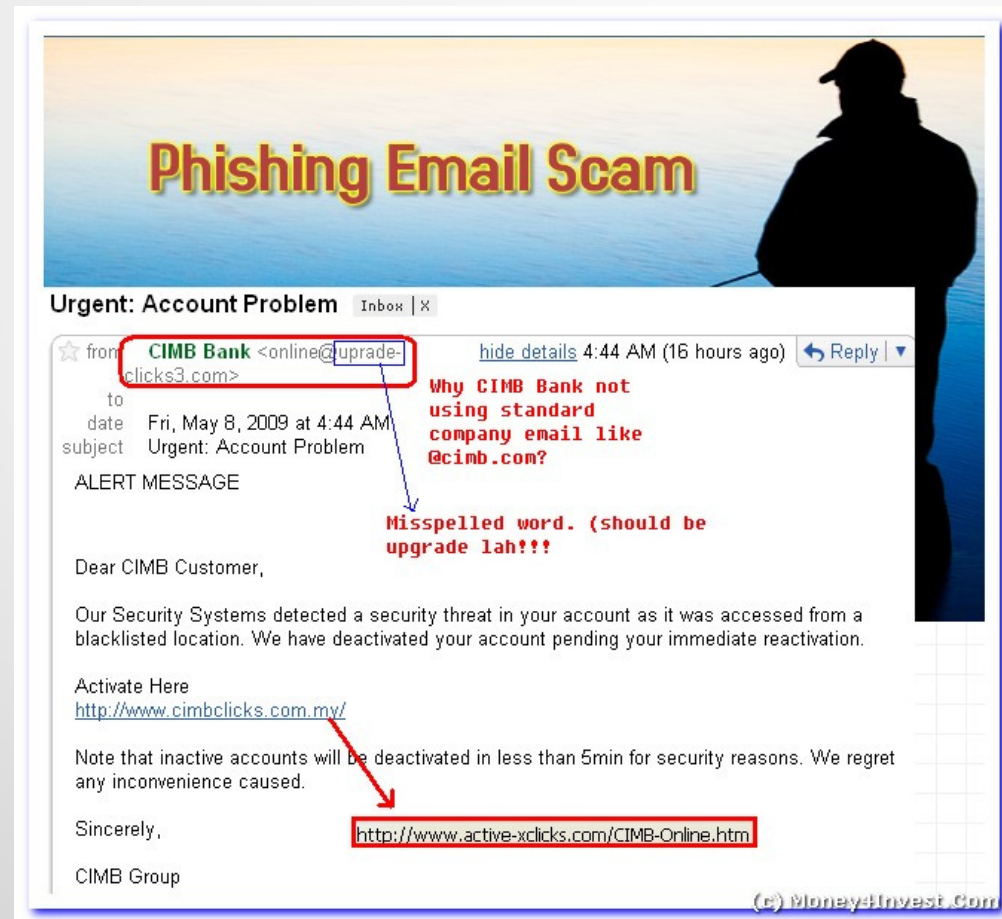 Phishing Email Scam
Urgent: Account Problem Inbox | X
from CIMB Bank <online@uprade-
clicks3.com>
hide details 4:44 AM (16 hours ago) Reply
to
date Fri, May 8, 2009 at 4:44 AM
subject Urgent: Account Problem
Why CIMB Bank not
using standard
company email like
@cimb.com?
ALERT MESSAGE
Misspelled word. (should be
upgrade lah!!!
Dear CIMB Customer,
Our Security Systems detected a security threat in your account as it was accessed from a
blacklisted location. We have deactivated your account pending your immediate reactivation.
Activate Here
http://www.cimbclicks.com.my/
Note that inactive accounts will be deactivated in less than 5min for security reasons. We regret
any inconvenience caused.
Sincerely,
http://www.active-xclicks.com/CIMB-Online.htm
CIMB Group
(c) Money4Invest.Com